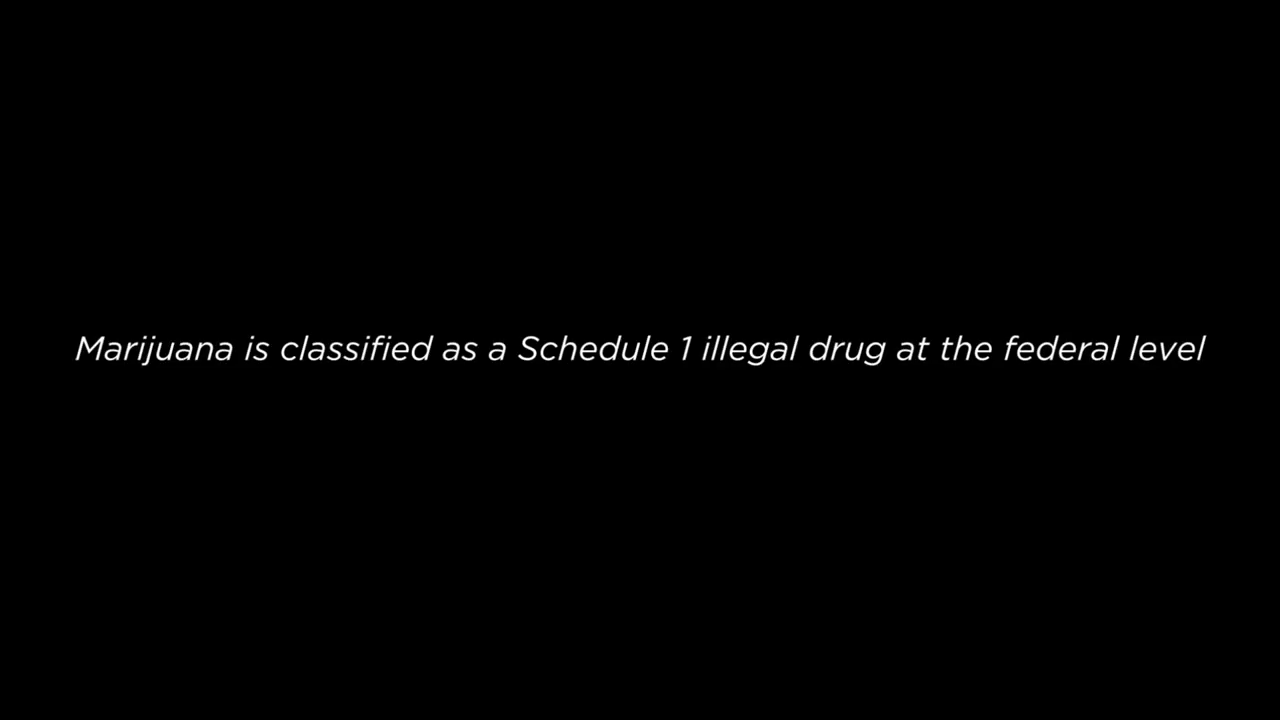 Marijuana is classified as a Schedule 1 illegal drug at the federal level